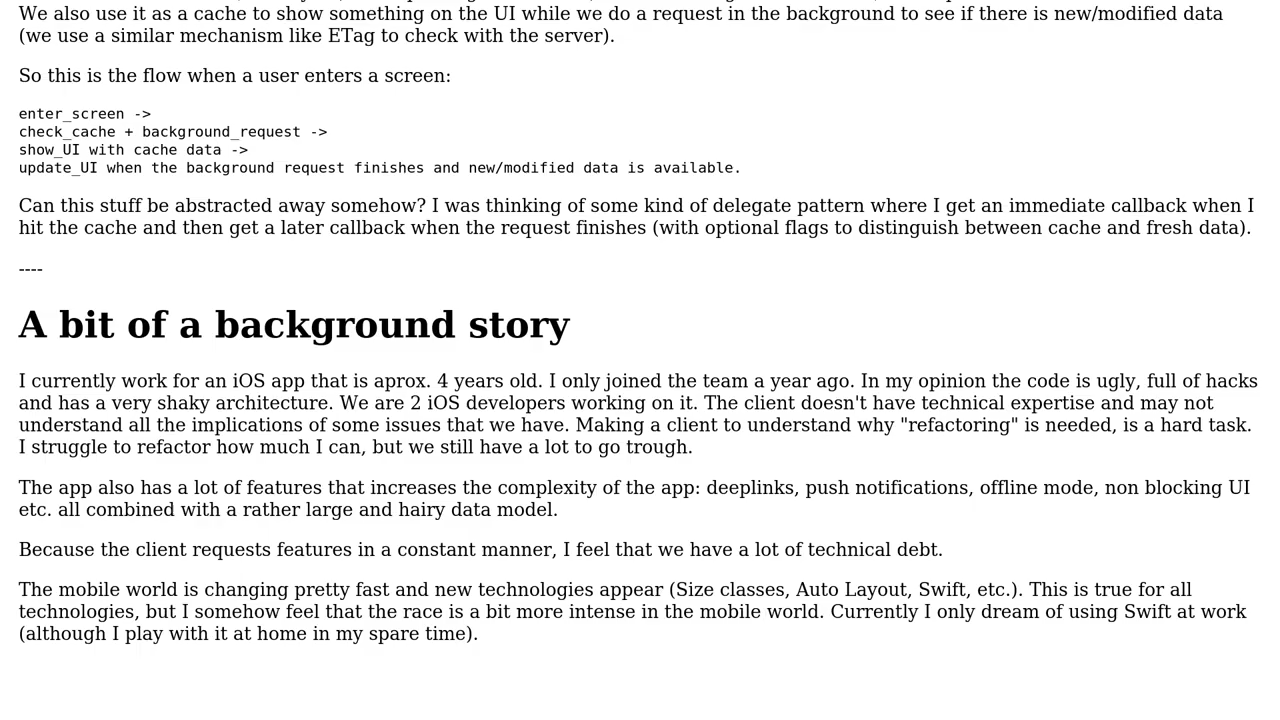 We also use it as a cache to show something on the UI while we do a request in the background to see if there is new/modified data
(we use a similar mechanism like ETag to check with the server).
So this is the flow when a user enters a screen:
enter_screen ->
check_cache + background_request ->
show_UI with cache data ->
update_UI when the background request finishes and new/modified data is available.
Can this stuff be abstracted away somehow? I was thinking of some kind of delegate pattern where I get an immediate callback when I
hit the cache and then get a later callback when the request finishes (with optional flags to distinguish between cache and fresh data).
----
A bit of a background story
I currently work for an iOS app that is aprox. 4 years old. I only joined the team a year ago. In my opinion the code is ugly, full of hacks
and has a very shaky architecture. We are 2 iOS developers working on it. The client doesn't have technical expertise and may not
understand all the implications of some issues that we have. Making a client to understand why "refactoring" is needed, is a hard task.
I struggle to refactor how much I can, but we still have a lot to go trough.
The app also has a lot of features that increases the complexity of the app: deeplinks, push notifications, offline mode, non blocking UI
etc. all combined with a rather large and hairy data model.
Because the client requests features in a constant manner, I feel that we have a lot of technical debt.
The mobile world is changing pretty fast and new technologies appear (Size classes, Auto Layout, Swift, etc.). This is true for all
technologies, but I somehow feel that the race is a bit more intense in the mobile world. Currently I only dream of using Swift at work
(although I play with it at home in my spare time).